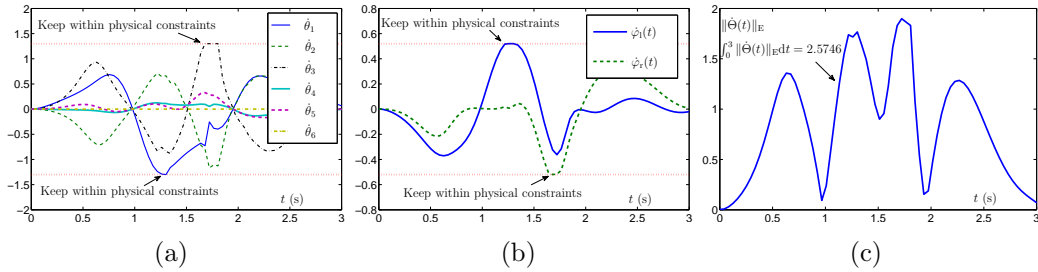 2
1.5
1
0.5
0
−0.5
−1
−1.5
−2
0 0.5 1 1.5 2 2.5 3
Keep within physical constraints
Keep within physical constraints
t (s)
θ̇1
θ̇2
θ̇3
θ̇4
θ̇5
θ̇6
(a)
0.8
0.6
0.4
0.2
0
−0.2
−0.4
−0.6
−0.8
0 0.5 1 1.5 2 2.5 3
Keep within physical constraints
Keep within physical constraints
t (s)
φ̇l(t)
φ̇r(t)
(b)
2
1.5
1
0.5
0
0 0.5 1 1.5 2 2.5 3
‖Θ̇(t)‖E
∫₀³ ‖Θ̇(t)‖E dt = 2.5746
t (s)
(c)